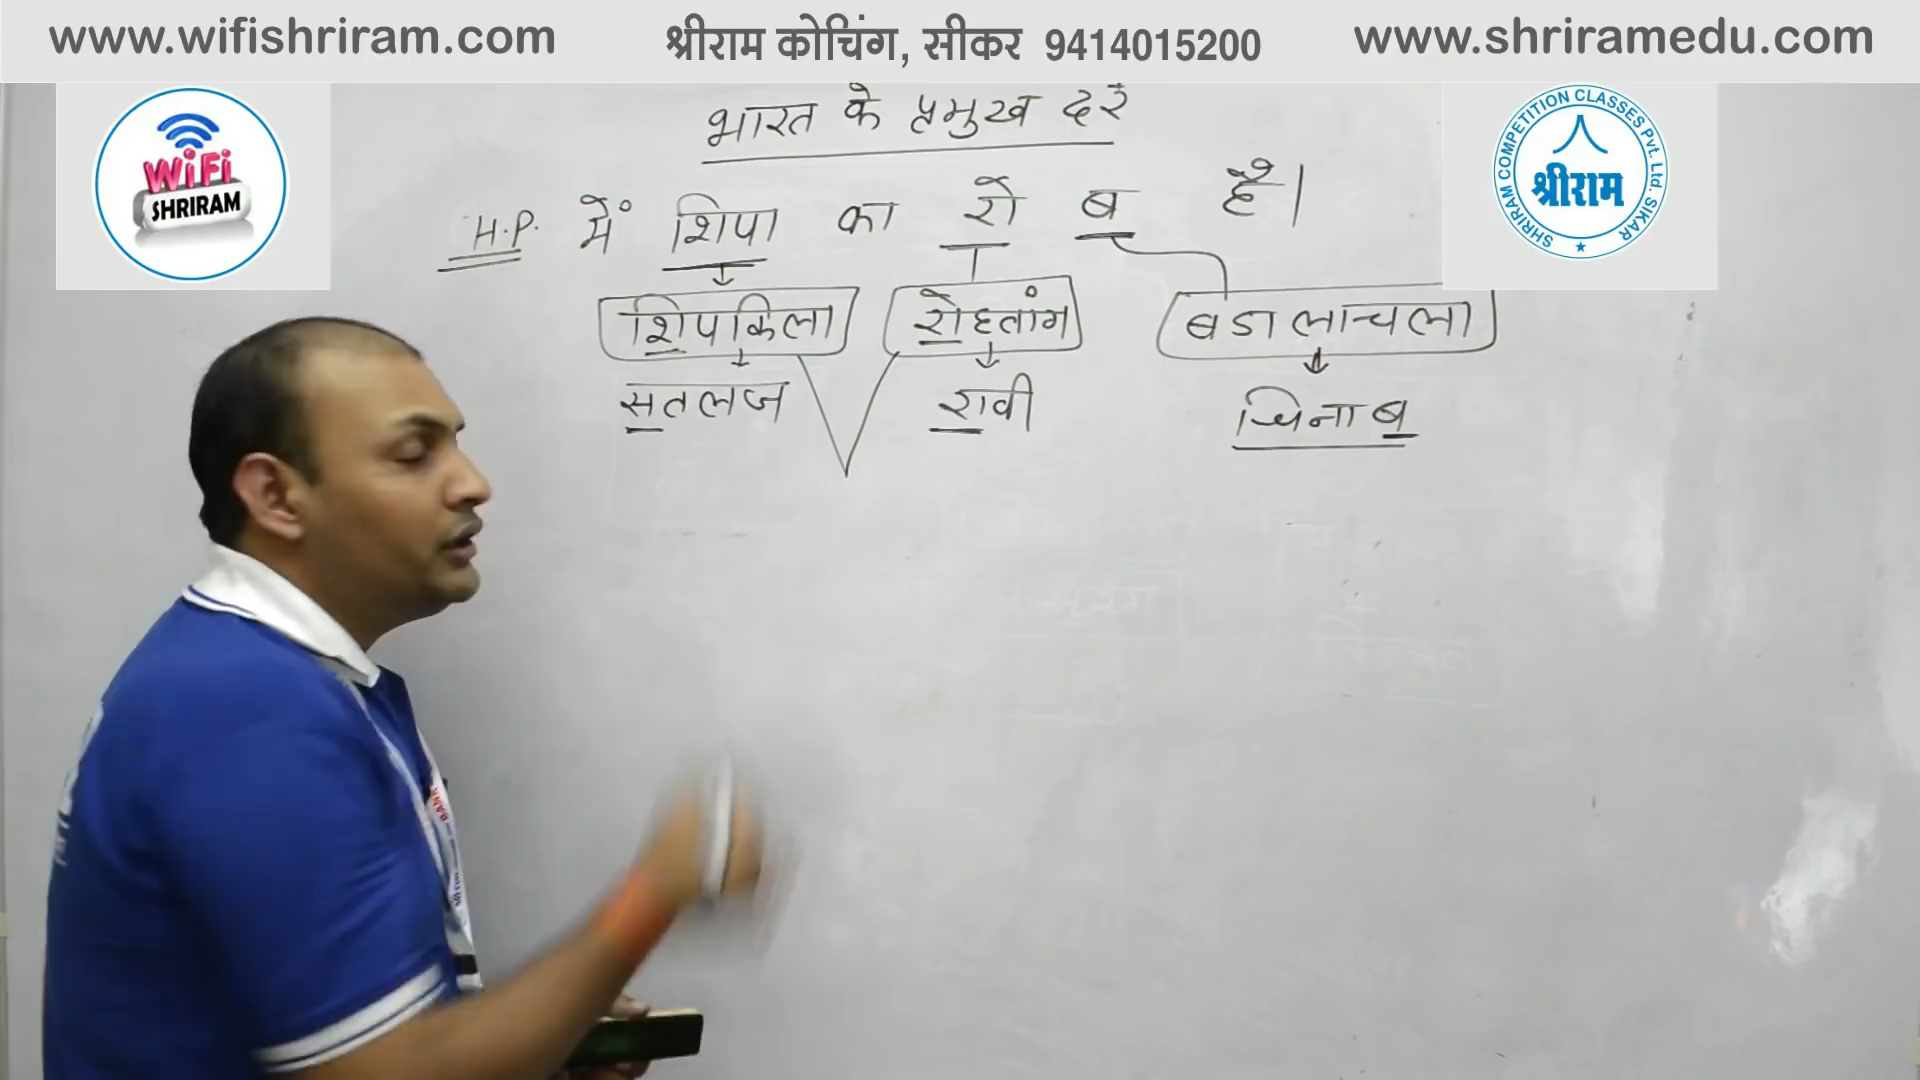 www.wifishriram.com श्रीराम कोचिंग, सीकर 9414015200 www.shriramedu.com
WiFi
SHRIRAM
SHRIRAM COMPETITION CLASSES Pvt. Ltd. SIKAR
श्रीराम
भारत के प्रमुख दर्रे
H.P. में शिपा का रो ब है।
शिपकिला रोहतांग बडा लाचला
सतलज रावी चिनाब